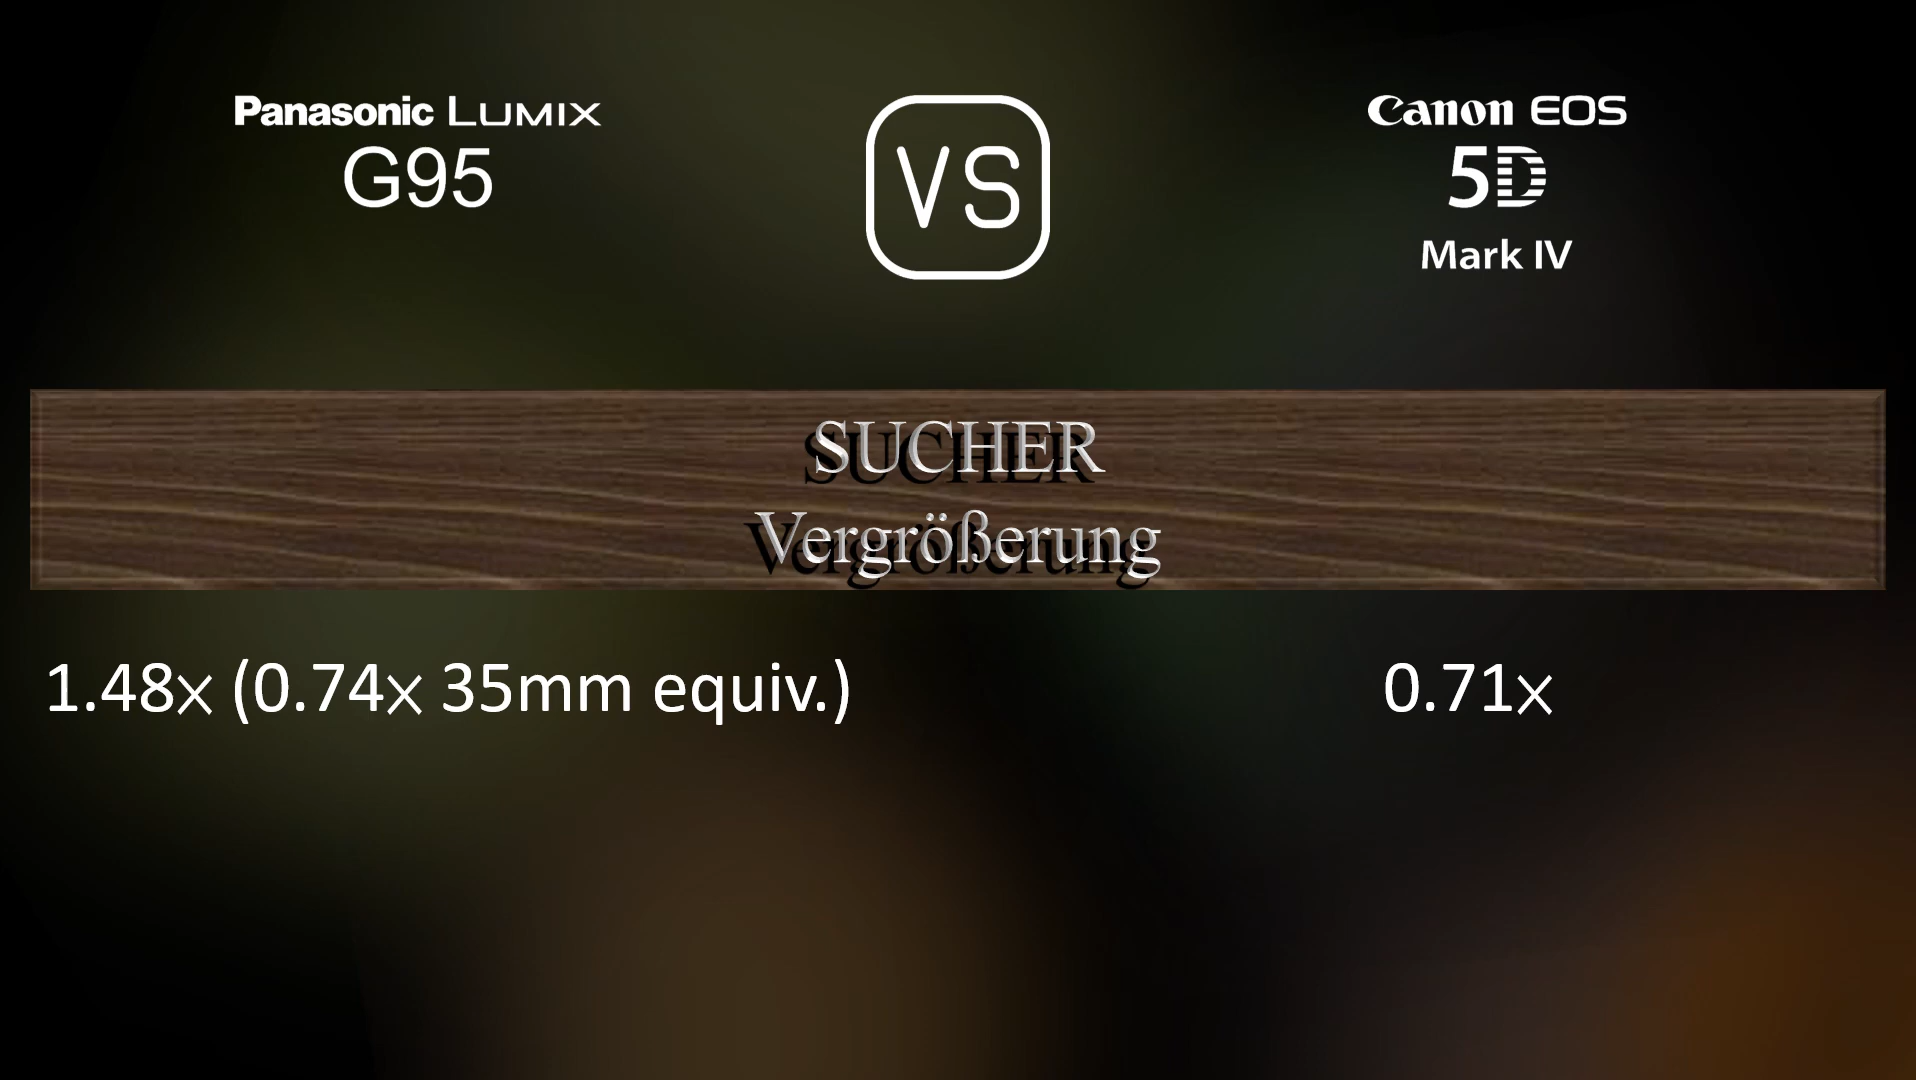 Panasonic LUMIX
G95
VS
Canon EOS
5D
Mark IV
SUCHER
Vergrößerung
1.48x (0.74x 35mm equiv.)
0.71x